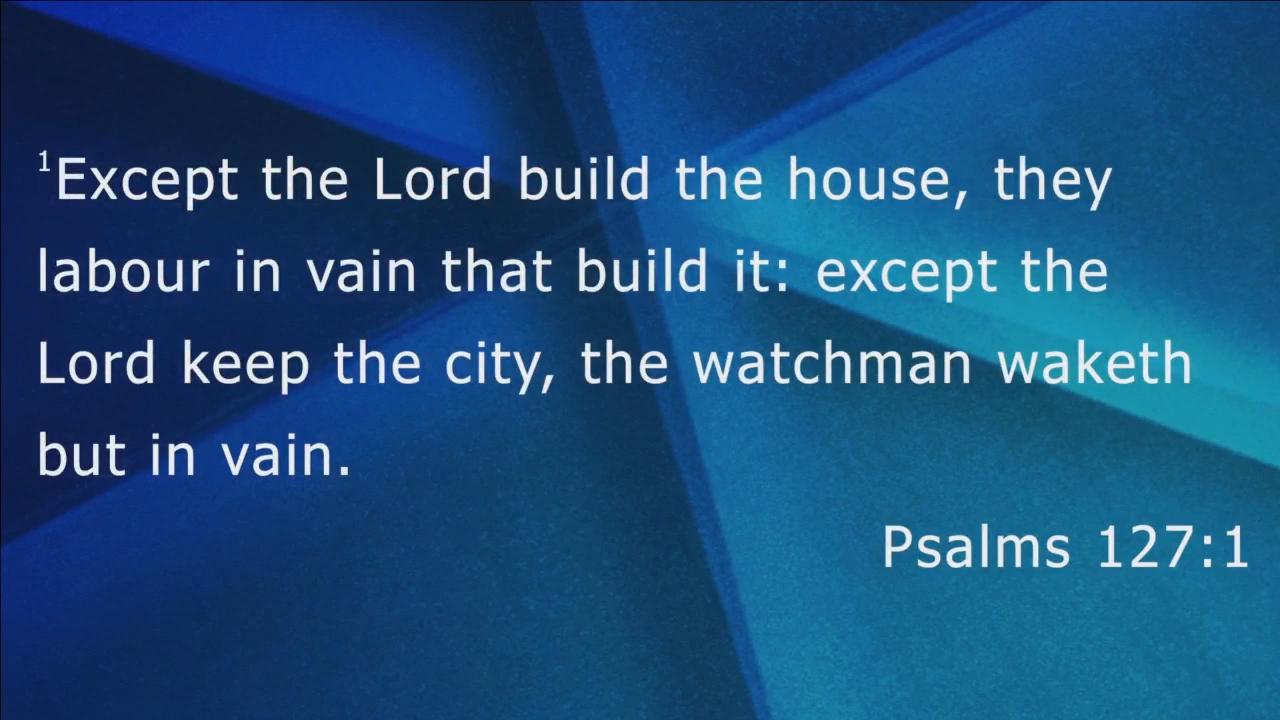 ¹Except the Lord build the house, they
labour in vain that build it: except the
Lord keep the city, the watchman waketh
but in vain.
Psalms 127:1